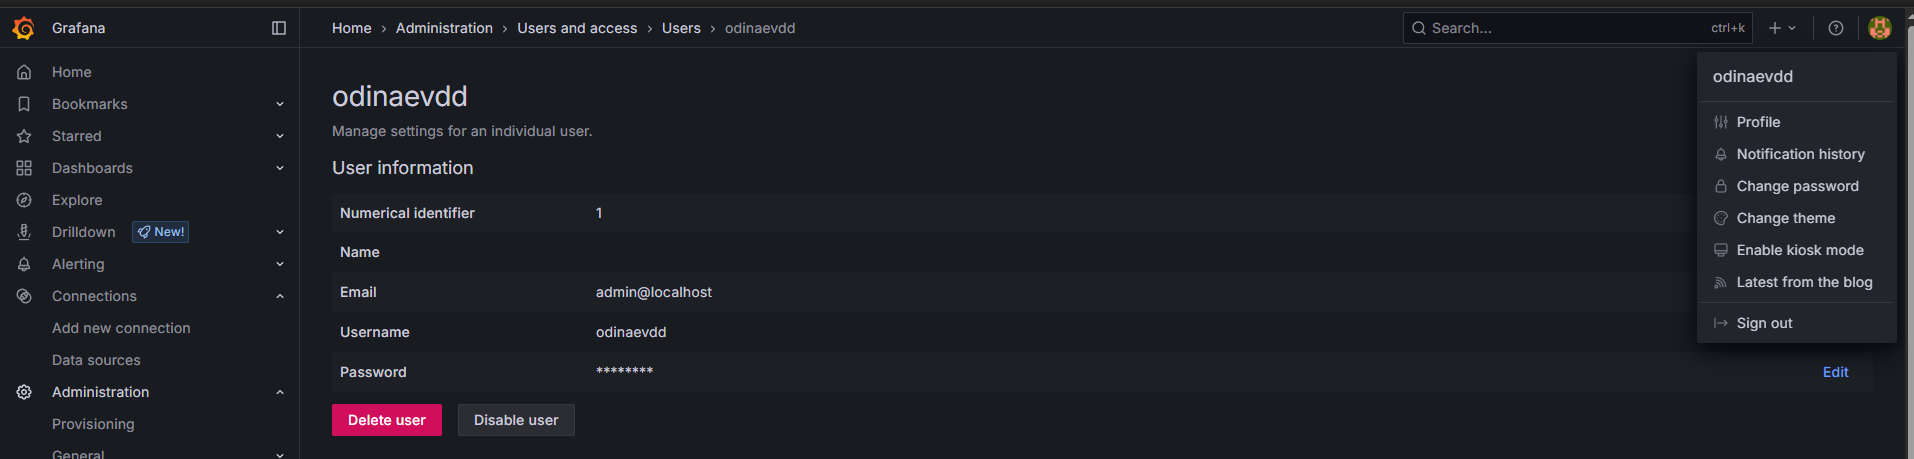 Grafana
Home › Administration › Users and access › Users › odinaevdd
Search... ctrl+k
Home
Bookmarks
Starred
Dashboards
Explore
Drilldown New!
Alerting
Connections
Add new connection
Data sources
Administration
Provisioning
General
odinaevdd
Manage settings for an individual user.
User information
Numerical identifier 1
Name
Email admin@localhost
Username odinaevdd
Password ******** Edit
Delete user Disable user
odinaevdd
Profile
Notification history
Change password
Change theme
Enable kiosk mode
Latest from the blog
Sign out